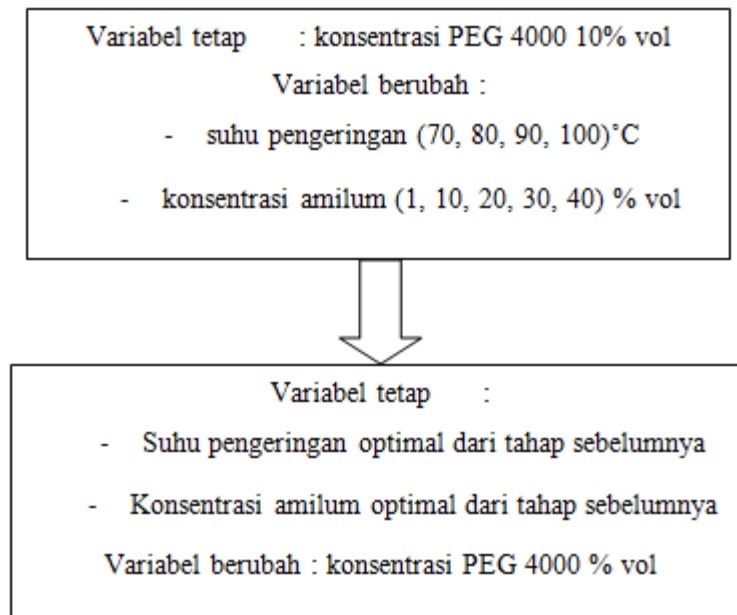 Variabel tetap : konsentrasi PEG 4000 10% vol
Variabel berubah :
- suhu pengeringan (70, 80, 90, 100)˚C
- konsentrasi amilum (1, 10, 20, 30, 40) % vol
Variabel tetap :
- Suhu pengeringan optimal dari tahap sebelumnya
- Konsentrasi amilum optimal dari tahap sebelumnya
Variabel berubah : konsentrasi PEG 4000 % vol